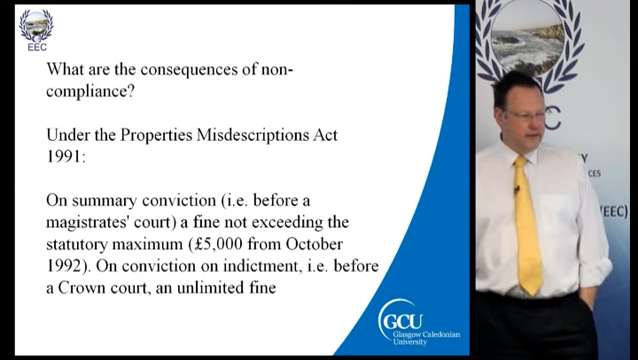 EEC
What are the consequences of non-
compliance?
Under the Properties Misdescriptions Act
1991:
On summary conviction (i.e. before a
magistrates' court) a fine not exceeding the
statutory maximum (£5,000 from October
1992). On conviction on indictment, i.e. before
a Crown court, an unlimited fine
GCU
Glasgow Caledonian
University
CES
(EEC)